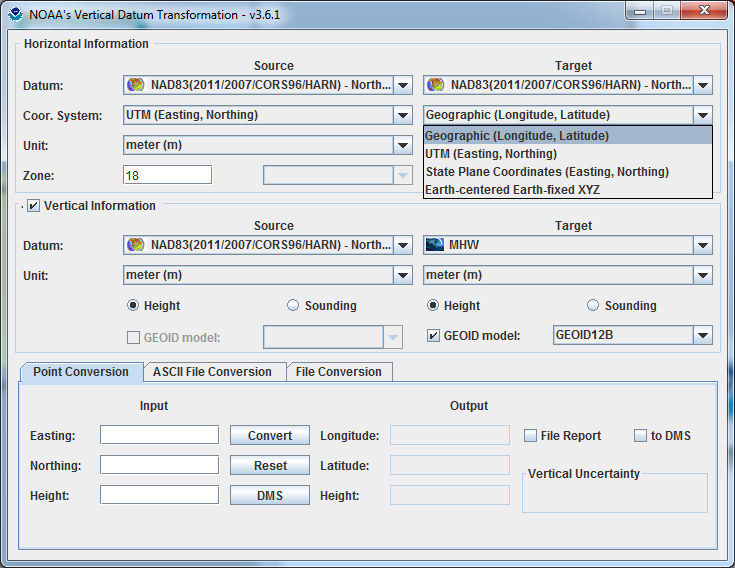 NOAA's Vertical Datum Transformation - v3.6.1
Horizontal Information
Source Target
Datum: NAD83(2011/2007/CORS96/HARN) - North... NAD83(2011/2007/CORS96/HARN) - North...
Coor. System: UTM (Easting, Northing) Geographic (Longitude, Latitude)
Geographic (Longitude, Latitude)
UTM (Easting, Northing)
State Plane Coordinates (Easting, Northing)
Earth-centered Earth-fixed XYZ
Unit: meter (m)
Zone: 18
Vertical Information
Source Target
Datum: NAD83(2011/2007/CORS96/HARN) - North... MHW
Unit: meter (m) meter (m)
Height Sounding Height Sounding
GEOID model: GEOID model: GEOID12B
Point Conversion ASCII File Conversion File Conversion
Input Output
Easting: Convert Longitude: File Report to DMS
Northing: Reset Latitude:
Vertical Uncertainty
Height: DMS Height: